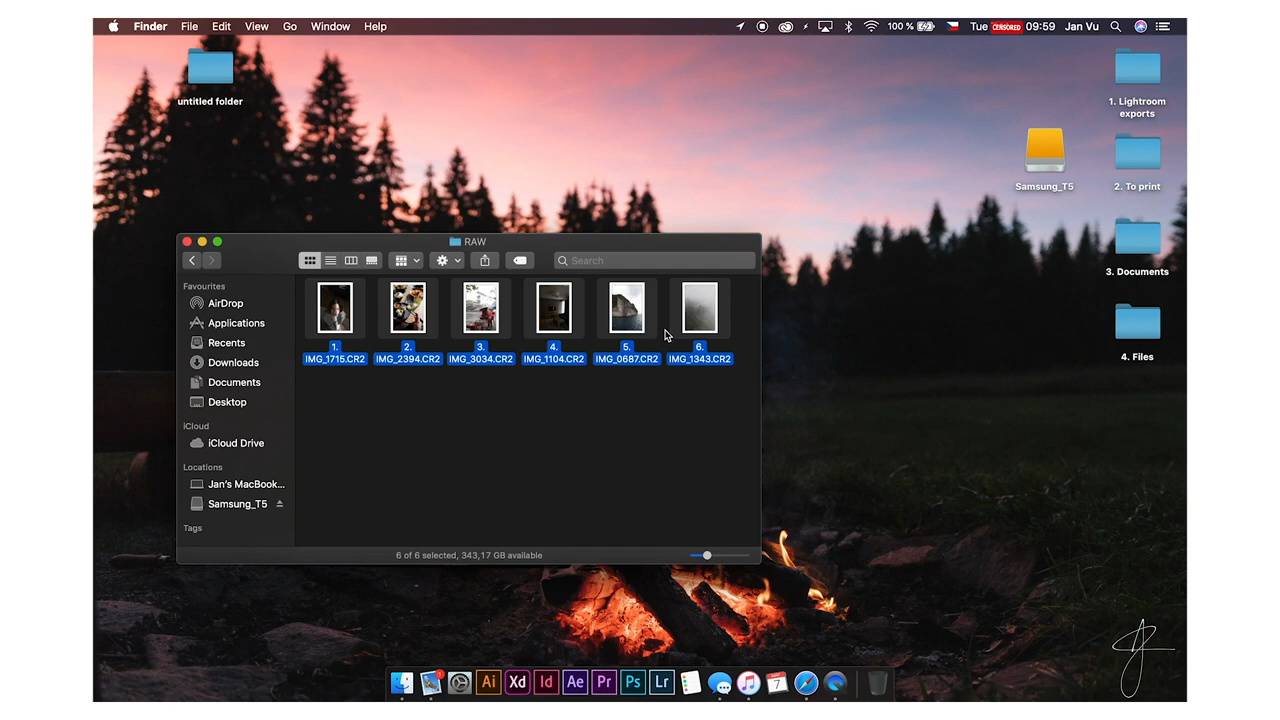 Finder File Edit View Go Window Help 100 % Tue CENSORED 09:59 Jan Vu
untitled folder
1. Lightroom
exports
Samsung_T5
2. To print
3. Documents
4. Files
RAW
Search
Favourites
AirDrop
Applications
Recents
Downloads
Documents
Desktop
iCloud
iCloud Drive
Locations
Jan's MacBook...
Samsung_T5
Tags
1.
IMG_1715.CR2
2.
IMG_2394.CR2
3.
IMG_3034.CR2
4.
IMG_1104.CR2
5.
IMG_0687.CR2
6.
IMG_1343.CR2
6 of 6 selected, 343,17 GB available
Ai Xd Id Ae Pr Ps Lr 7